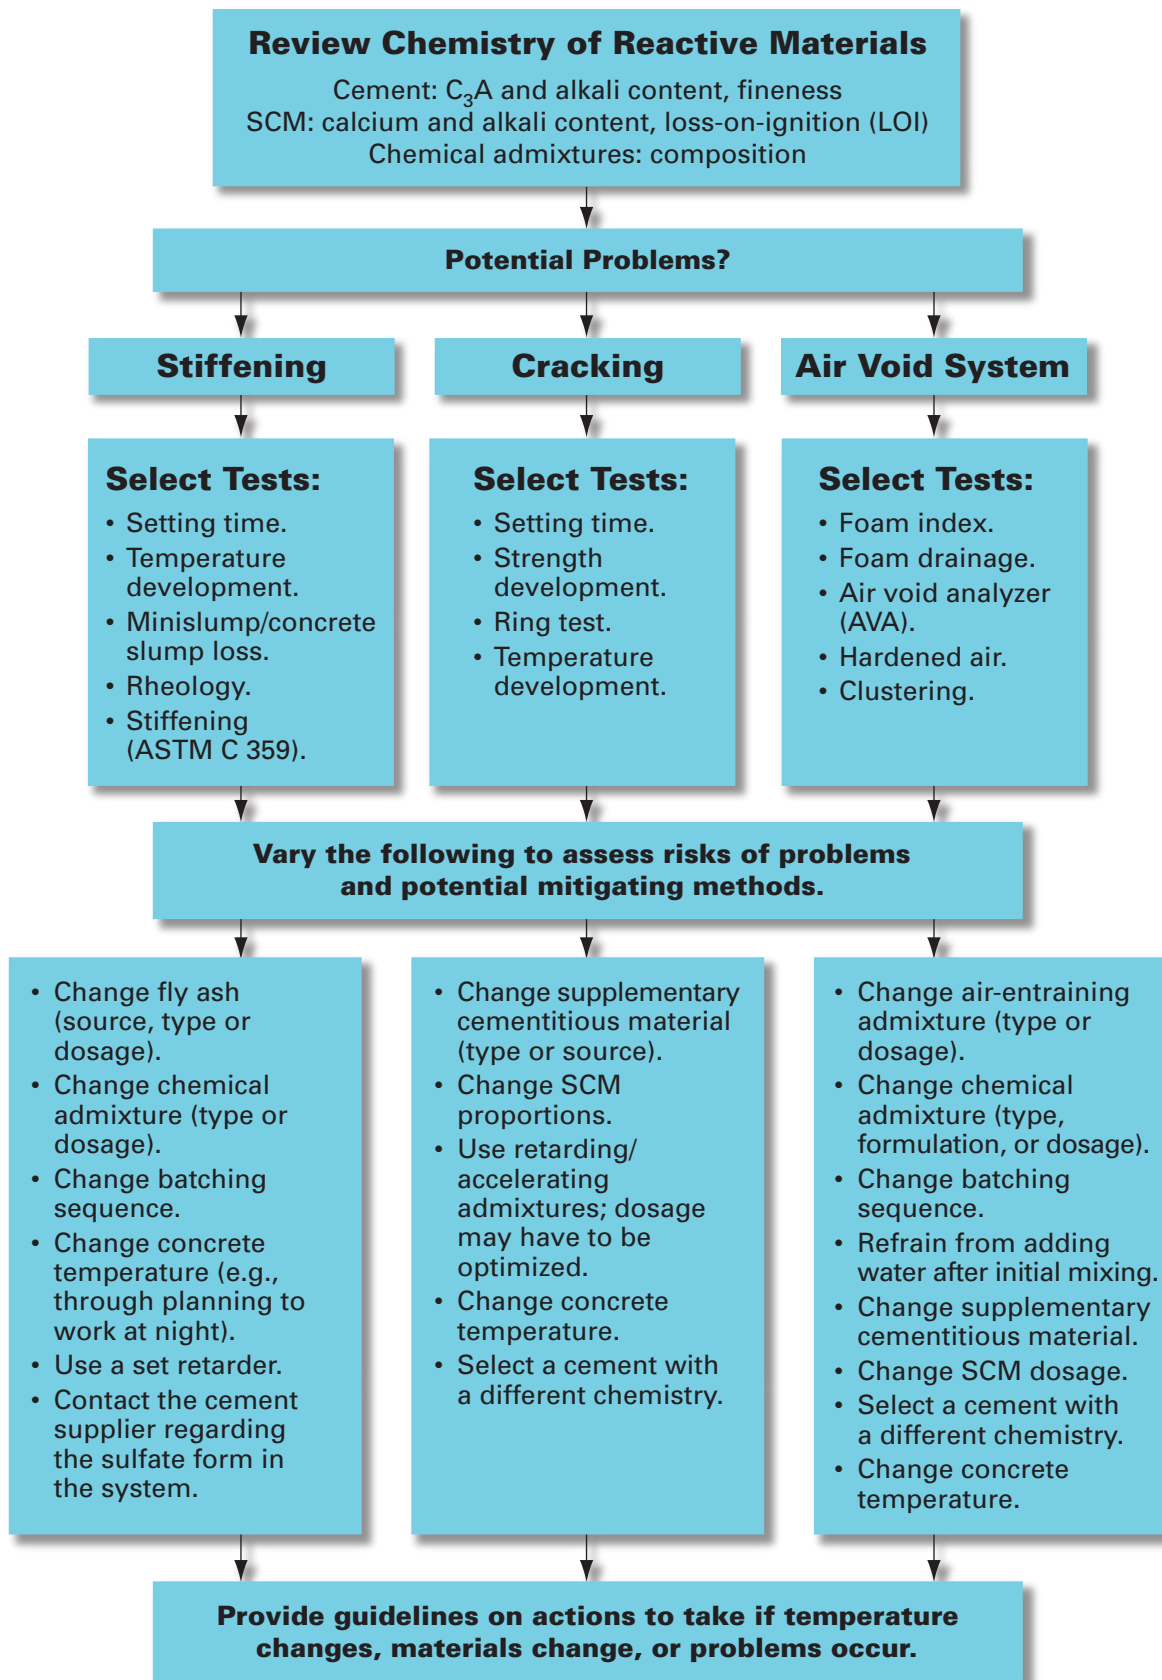 Review Chemistry of Reactive Materials
Cement: C₃A and alkali content, fineness
SCM: calcium and alkali content, loss-on-ignition (LOI)
Chemical admixtures: composition
Potential Problems?
Stiffening
Cracking
Air Void System
Select Tests:
• Setting time.
• Temperature
development.
• Minislump/concrete
slump loss.
• Rheology.
• Stiffening
(ASTM C 359).
Select Tests:
• Setting time.
• Strength
development.
• Ring test.
• Temperature
development.
Select Tests:
• Foam index.
• Foam drainage.
• Air void analyzer
(AVA).
• Hardened air.
• Clustering.
Vary the following to assess risks of problems
and potential mitigating methods.
• Change fly ash
(source, type or
dosage).
• Change chemical
admixture (type or
dosage).
• Change batching
sequence.
• Change concrete
temperature (e.g.,
through planning to
work at night).
• Use a set retarder.
• Contact the cement
supplier regarding
the sulfate form in
the system.
• Change supplementary
cementitious material
(type or source).
• Change SCM
proportions.
• Use retarding/
accelerating
admixtures; dosage
may have to be
optimized.
• Change concrete
temperature.
• Select a cement with
a different chemistry.
• Change air-entraining
admixture (type or
dosage).
• Change chemical
admixture (type,
formulation, or dosage).
• Change batching
sequence.
• Refrain from adding
water after initial mixing.
• Change supplementary
cementitious material.
• Change SCM dosage.
• Select a cement with
a different chemistry.
• Change concrete
temperature.
Provide guidelines on actions to take if temperature
changes, materials change, or problems occur.